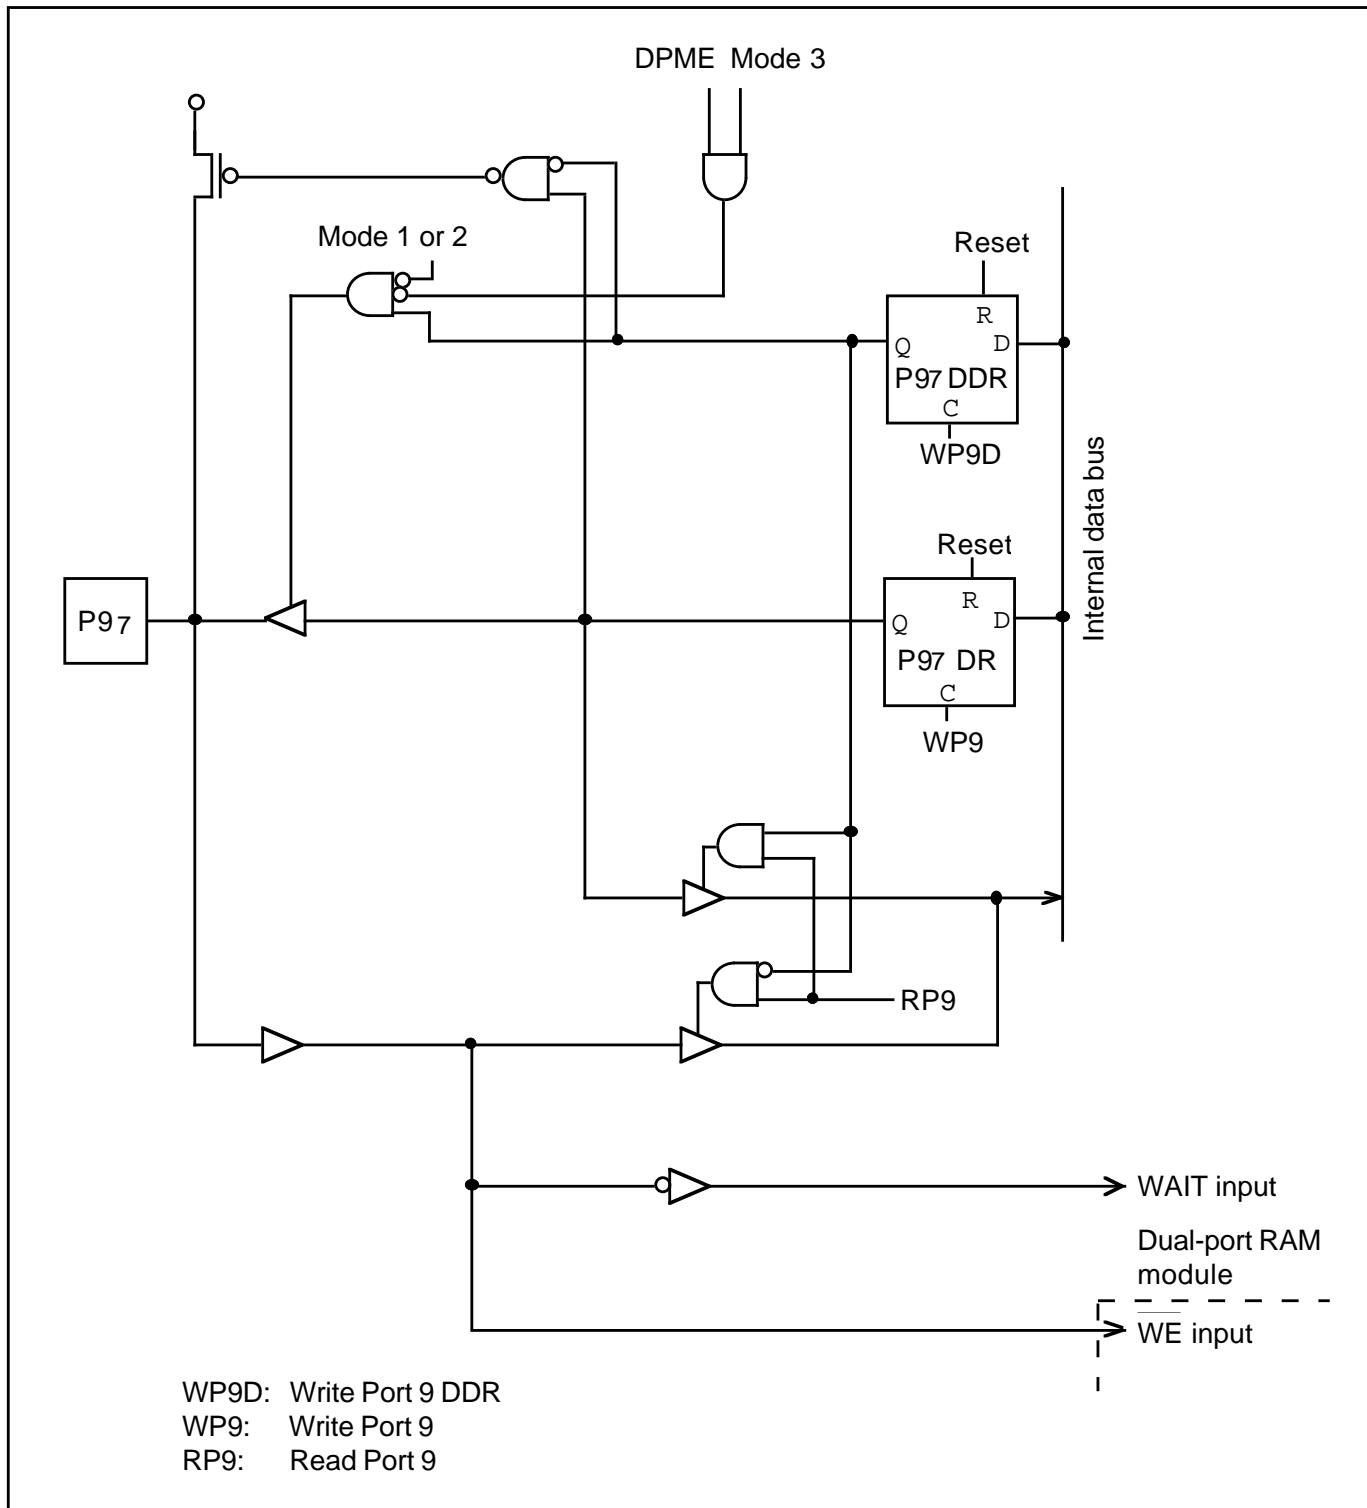 DPME Mode 3
Mode 1 or 2
Reset
R
Q
D
P97 DDR
C
WP9D
Internal data bus
Reset
R
Q
D
P97 DR
C
WP9
P97
RP9
WAIT input
Dual-port RAM
module
WE input
WP9D: Write Port 9 DDR
WP9: Write Port 9
RP9: Read Port 9